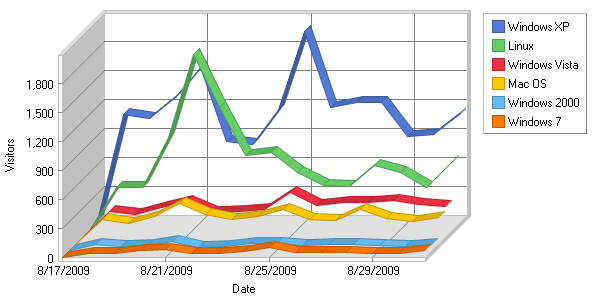 Visitors
1,800
1,500
1,200
900
600
300
0
8/17/2009 8/21/2009 8/25/2009 8/29/2009
Date
Windows XP
Linux
Windows Vista
Mac OS
Windows 2000
Windows 7